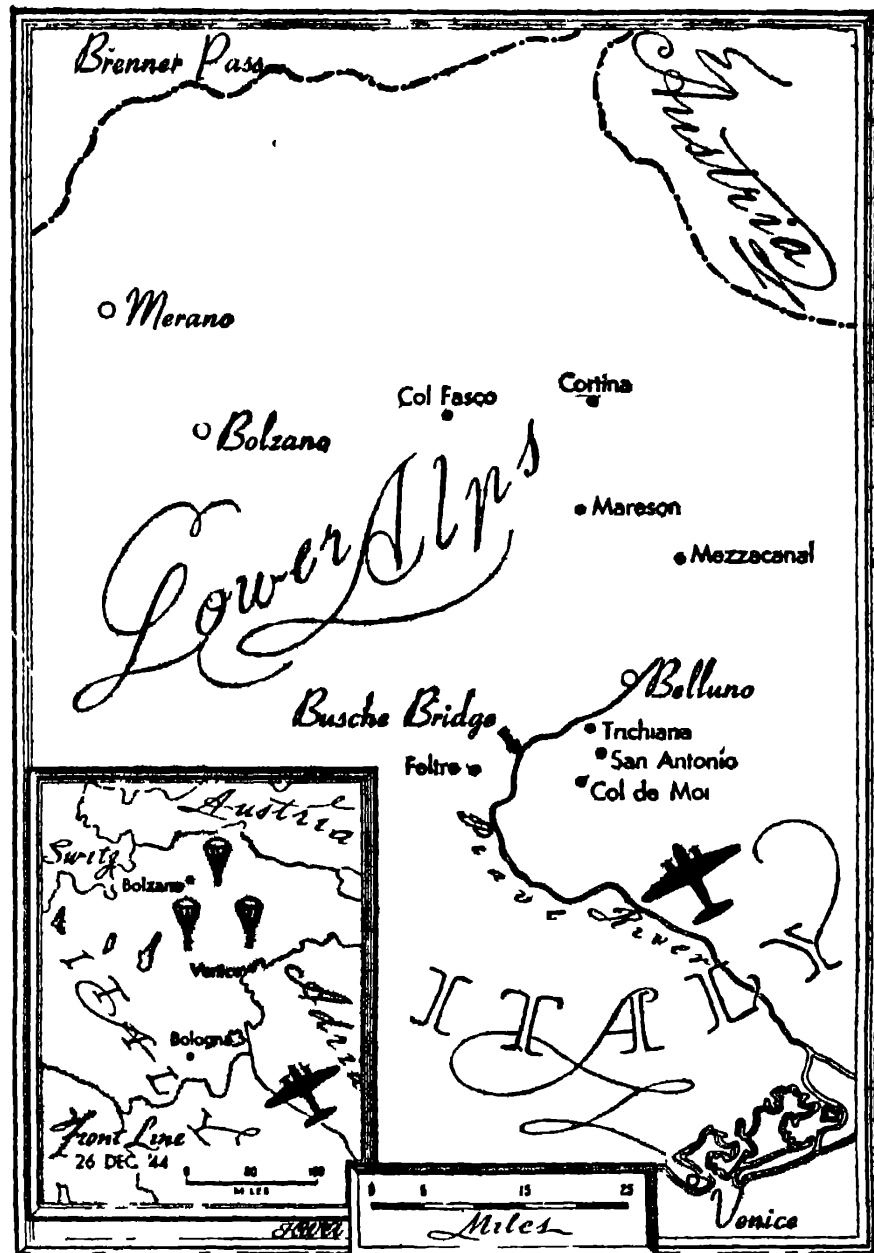 Brenner Pass
Austria
Merano
Col Fasco
Cortina
Bolzano
Lower Alps
Mareson
Mezzacanal
Belluno
Busche Bridge
Trichiana
San Antonio
Feltre
Col de Moi
Piave River
ITALY
Venice
Austria
Switz
Bolzano
Venice
ITALY
Adria
Bologna
Front Line
26 DEC. '44
0 50 100
MILES
0 5 15 25
Miles